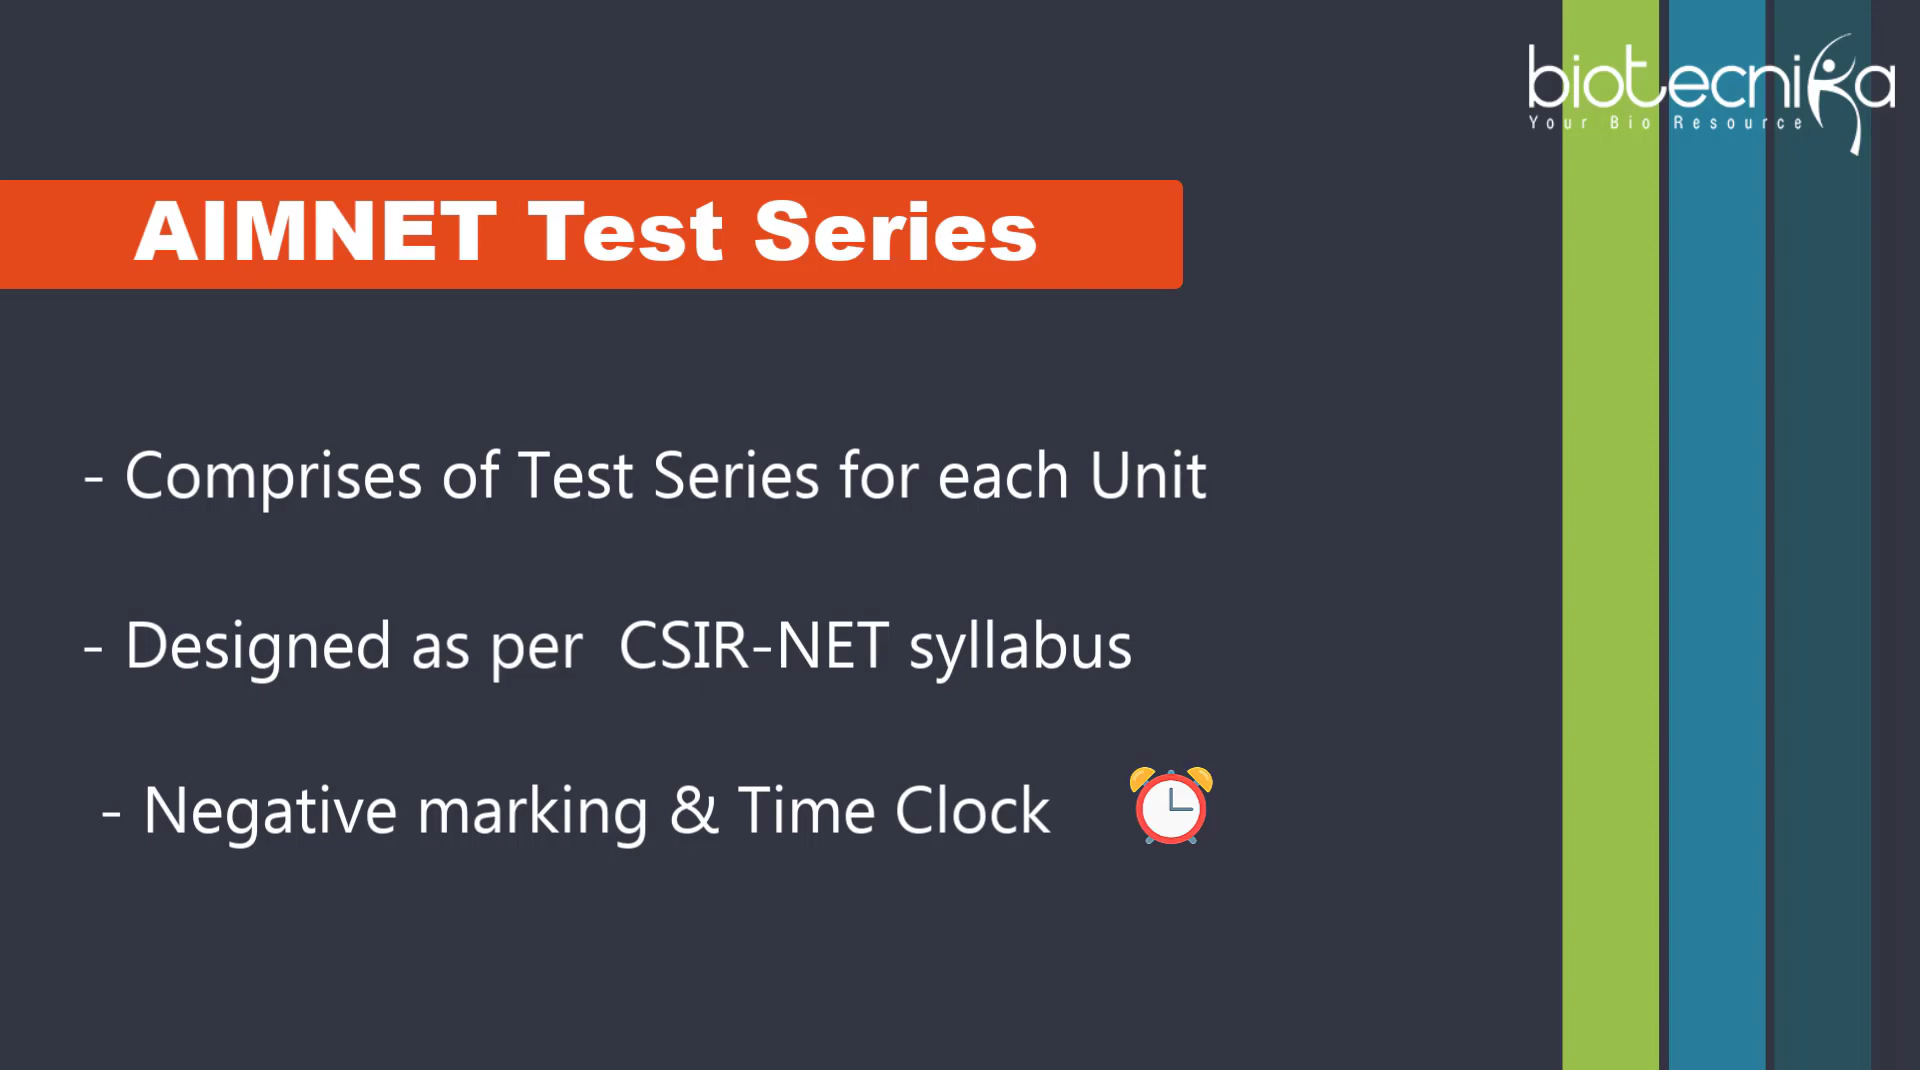 biotecnika
Your Bio Resource
AIMNET Test Series
- Comprises of Test Series for each Unit
- Designed as per  CSIR-NET syllabus
- Negative marking & Time Clock